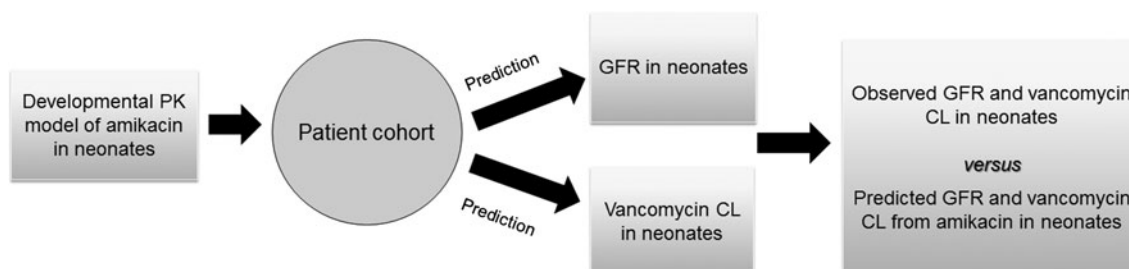 Developmental PK
model of amikacin
in neonates
Patient cohort
Prediction
Prediction
GFR in neonates
Vancomycin CL
in neonates
Observed GFR and vancomycin
CL in neonates
versus
Predicted GFR and vancomycin
CL from amikacin in neonates